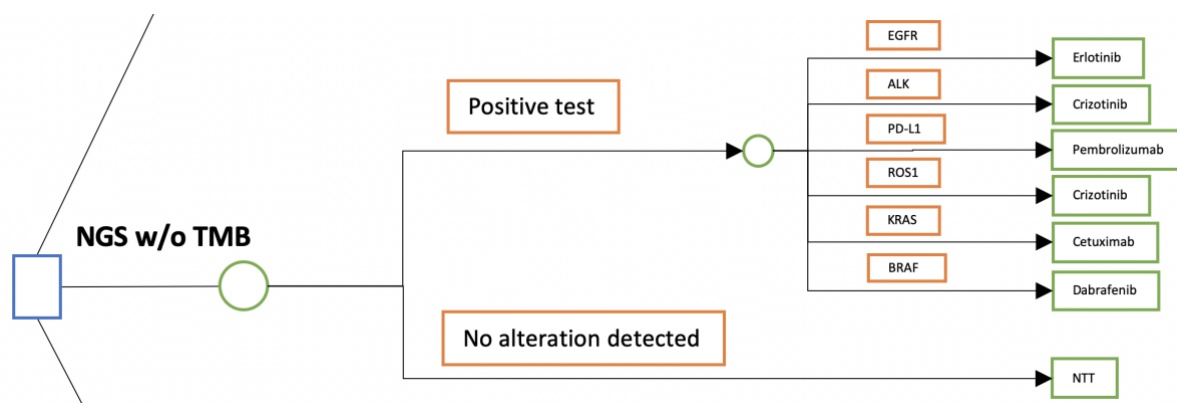 EGFR
Erlotinib
ALK
Positive test
Crizotinib
PD-L1
Pembrolizumab
ROS1
Crizotinib
KRAS
NGS w/o TMB
Cetuximab
BRAF
Dabrafenib
No alteration detected
NTT